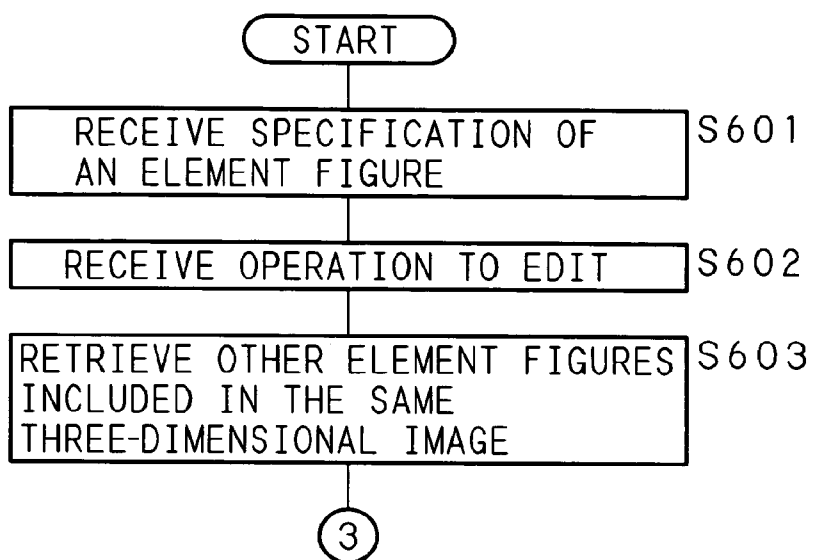 START
RECEIVE SPECIFICATION OF S601
AN ELEMENT FIGURE
RECEIVE OPERATION TO EDIT S602
RETRIEVE OTHER ELEMENT FIGURES S603
INCLUDED IN THE SAME
THREE-DIMENSIONAL IMAGE
3